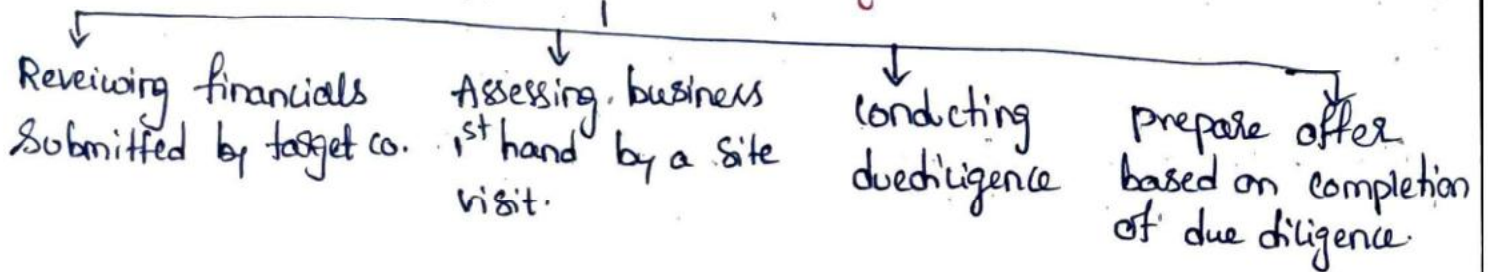 Reveiwing financials
Submitted by target co.
Assessing business
1st hand by a site
visit.
Conducting
duediligence
prepare offer
based on completion
of due diligence.